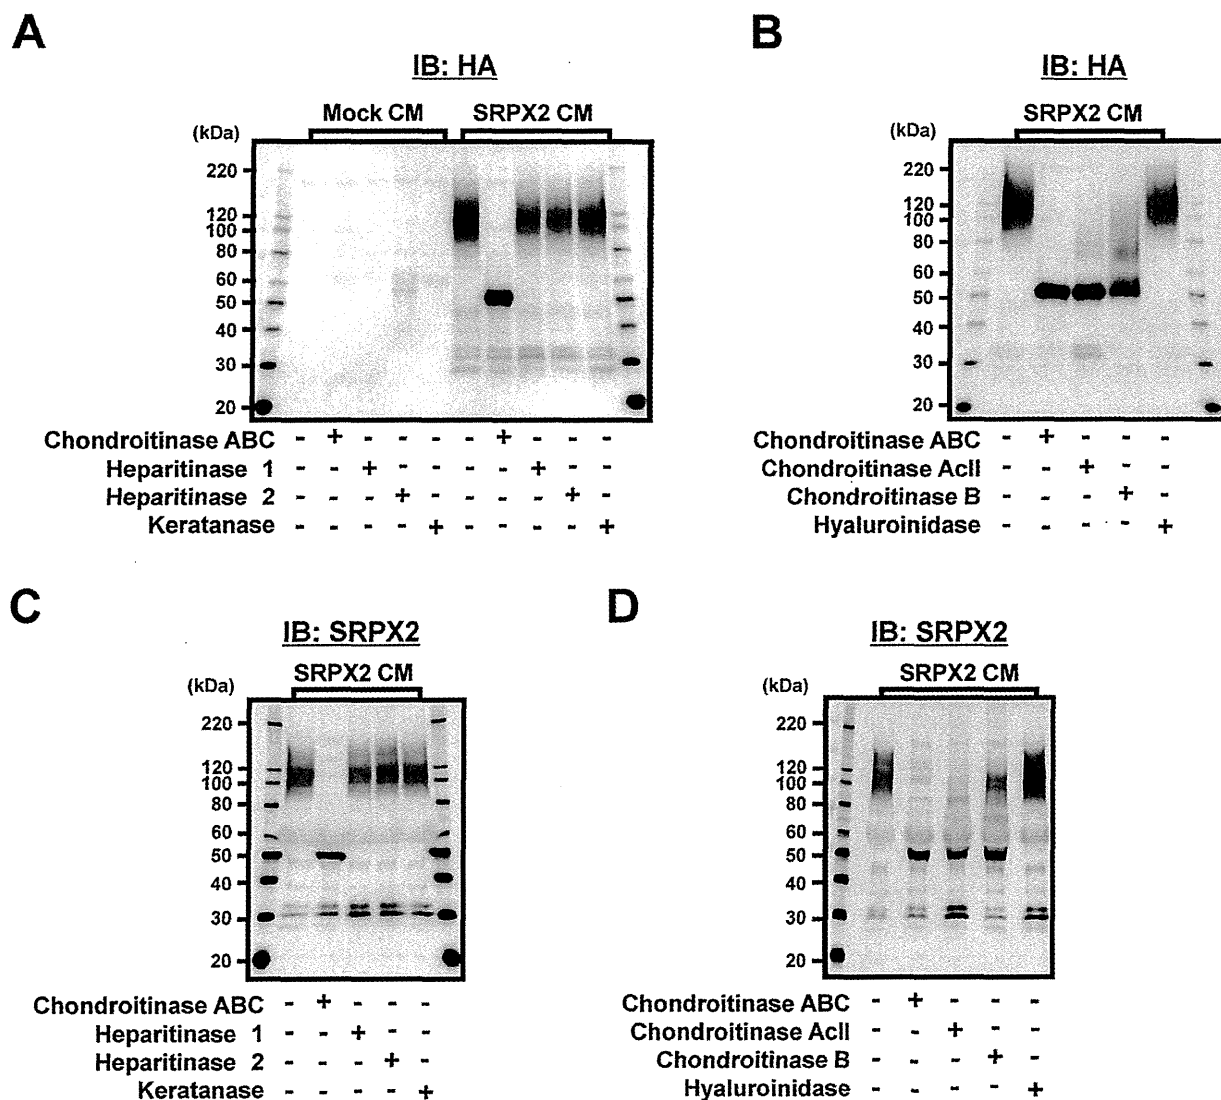 A
IB: HA
Mock CM SRPX2 CM
(kDa)
220
120
100
80
60
50
40
30
20
Chondroitinase ABC - + - - - - + - - -
Heparitinase 1 - - + - - - - + - -
Heparitinase 2 - - - + - - - - + -
Keratanase - - - - + - - - - +
B
IB: HA
SRPX2 CM
(kDa)
220
120
100
80
60
50
40
30
20
Chondroitinase ABC - + - - -
Chondroitinase AcII - - + - -
Chondroitinase B - - - + -
Hyaluroinidase - - - - +
C
IB: SRPX2
SRPX2 CM
(kDa)
220
120
100
80
60
50
40
30
20
Chondroitinase ABC - + - - -
Heparitinase 1 - - + - -
Heparitinase 2 - - - + -
Keratanase - - - - +
D
IB: SRPX2
SRPX2 CM
(kDa)
220
120
100
80
60
50
40
30
20
Chondroitinase ABC - + - - -
Chondroitinase AcII - - + - -
Chondroitinase B - - - + -
Hyaluroinidase - - - - +